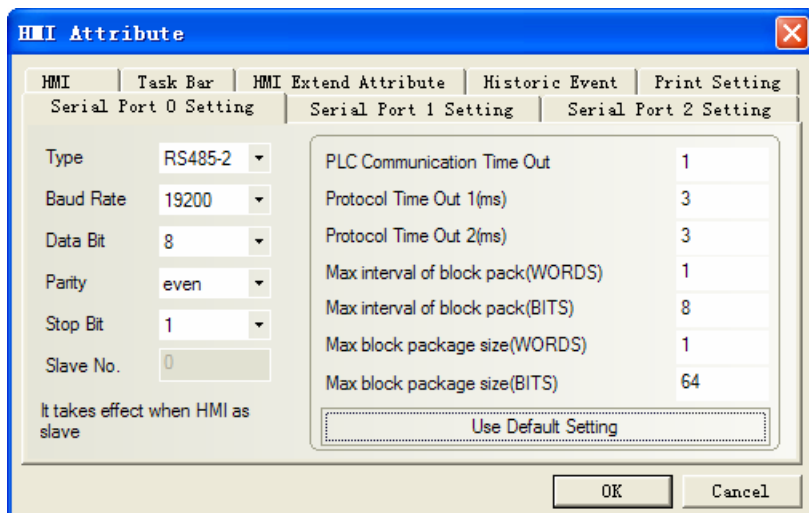 HMI Attribute
HMI Task Bar HMI Extend Attribute Historic Event Print Setting
Serial Port 0 Setting Serial Port 1 Setting Serial Port 2 Setting
Type RS485-2
Baud Rate 19200
Data Bit 8
Parity even
Stop Bit 1
Slave No. 0
It takes effect when HMI as
slave
PLC Communication Time Out 1
Protocol Time Out 1(ms) 3
Protocol Time Out 2(ms) 3
Max interval of block pack(WORDS) 1
Max interval of block pack(BITS) 8
Max block package size(WORDS) 1
Max block package size(BITS) 64
Use Default Setting
OK Cancel